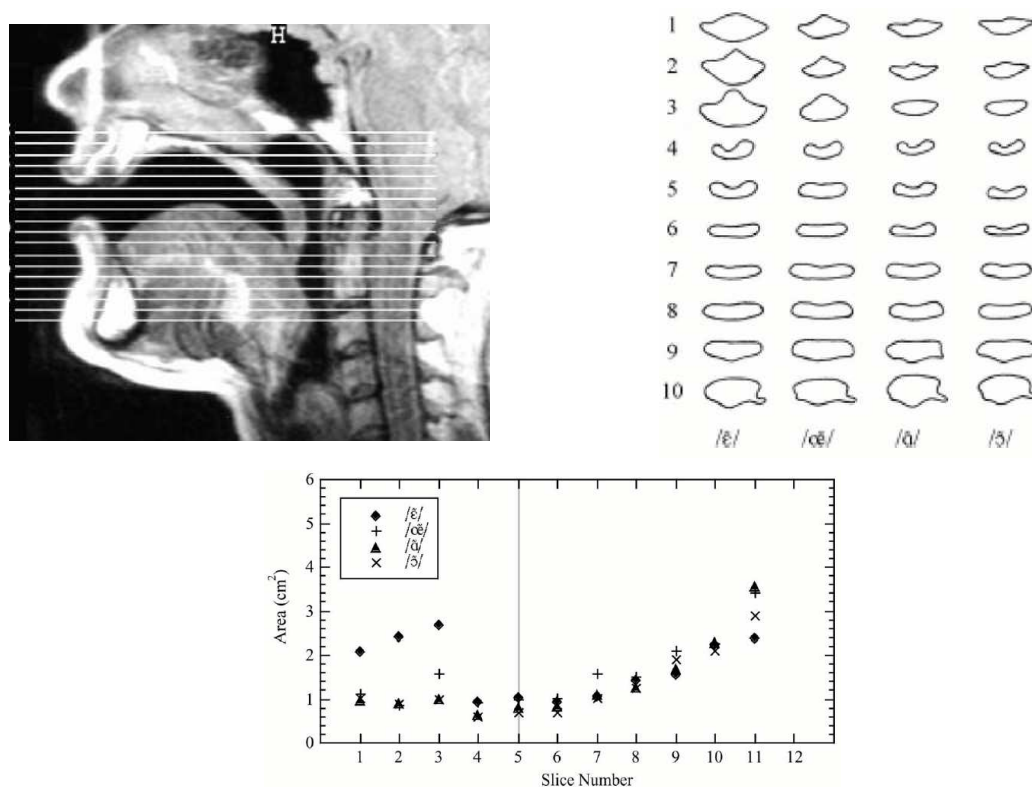 H
1
2
3
4
5
6
7
8
9
10
/ɛ̃/ /œ̃/ /ɑ̃/ /ɔ̃/
6
5
4
3
2
1
0
Area (cm²)
/ɛ̃/
/œ̃/
/ɑ̃/
/ɔ̃/
1 2 3 4 5 6 7 8 9 10 11 12
Slice Number